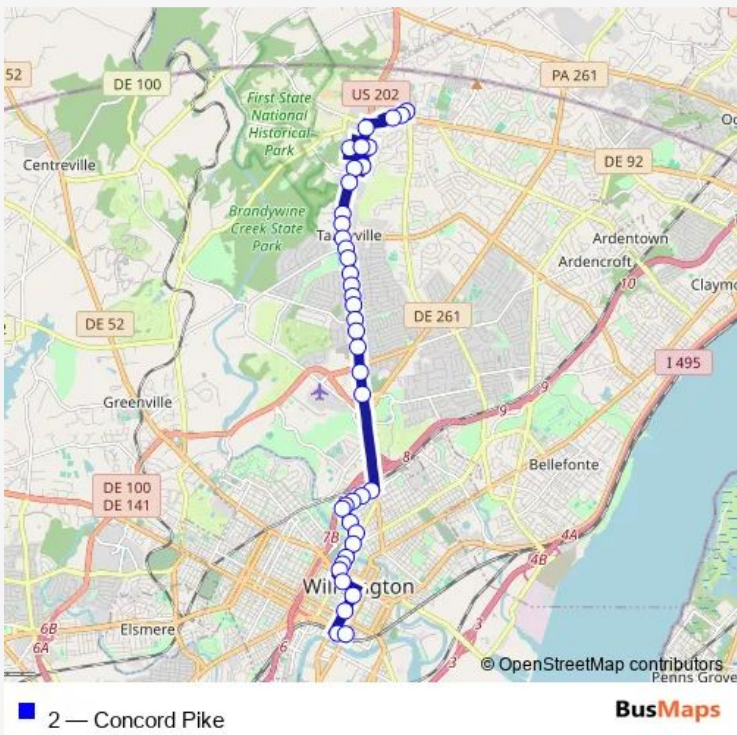 52
DE 100
US 202
PA 261
First State
National
Historical
Park
Centreville
DE 92
Brandywine
Creek State
Park
Ardentown
Ardencroft
10
DE 52
DE 261
I 495
Greenville
9
9
8
Bellefonte
DE 100
DE 141
7B
4A
4B
Elsmere
6B
6A
6
3
3
© OpenStreetMap contributors
Penns Grove
2 — Concord Pike
BusMaps